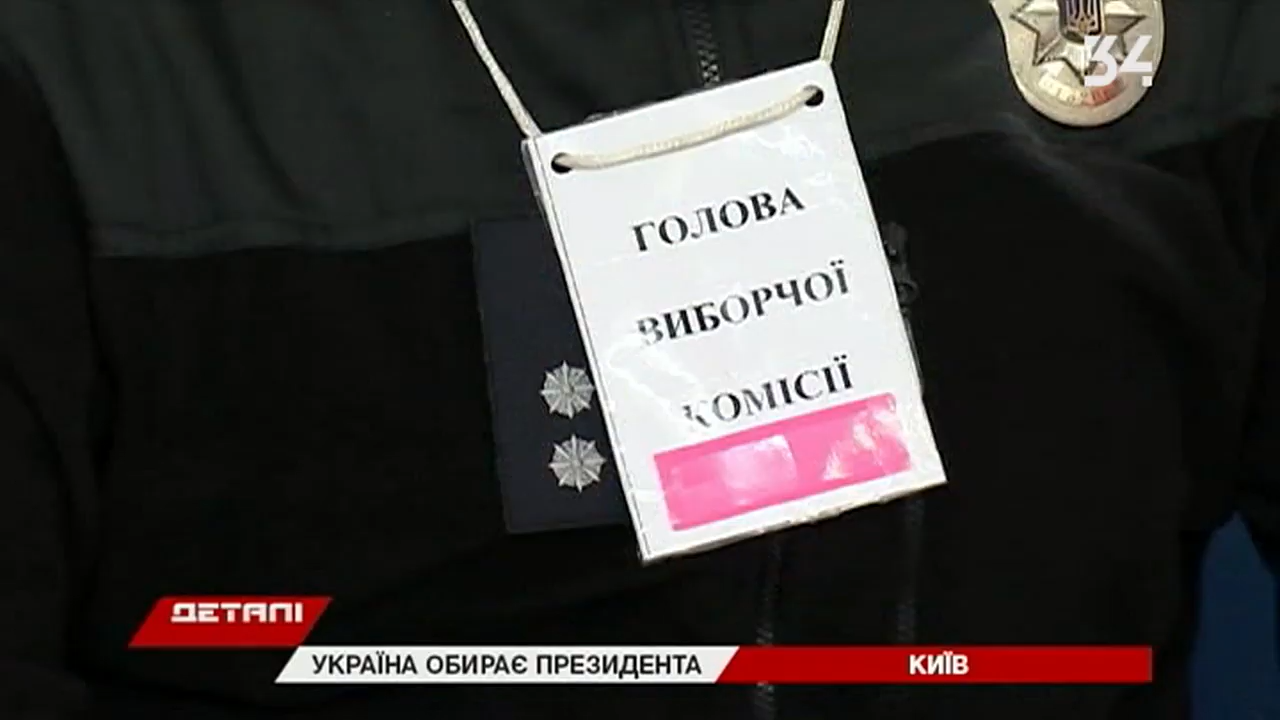 34
ГОЛОВА
ВИБОРЧОЇ
КОМІСІЇ
ДЕТАЛІ
УКРАЇНА ОБИРАЄ ПРЕЗИДЕНТА
КИЇВ